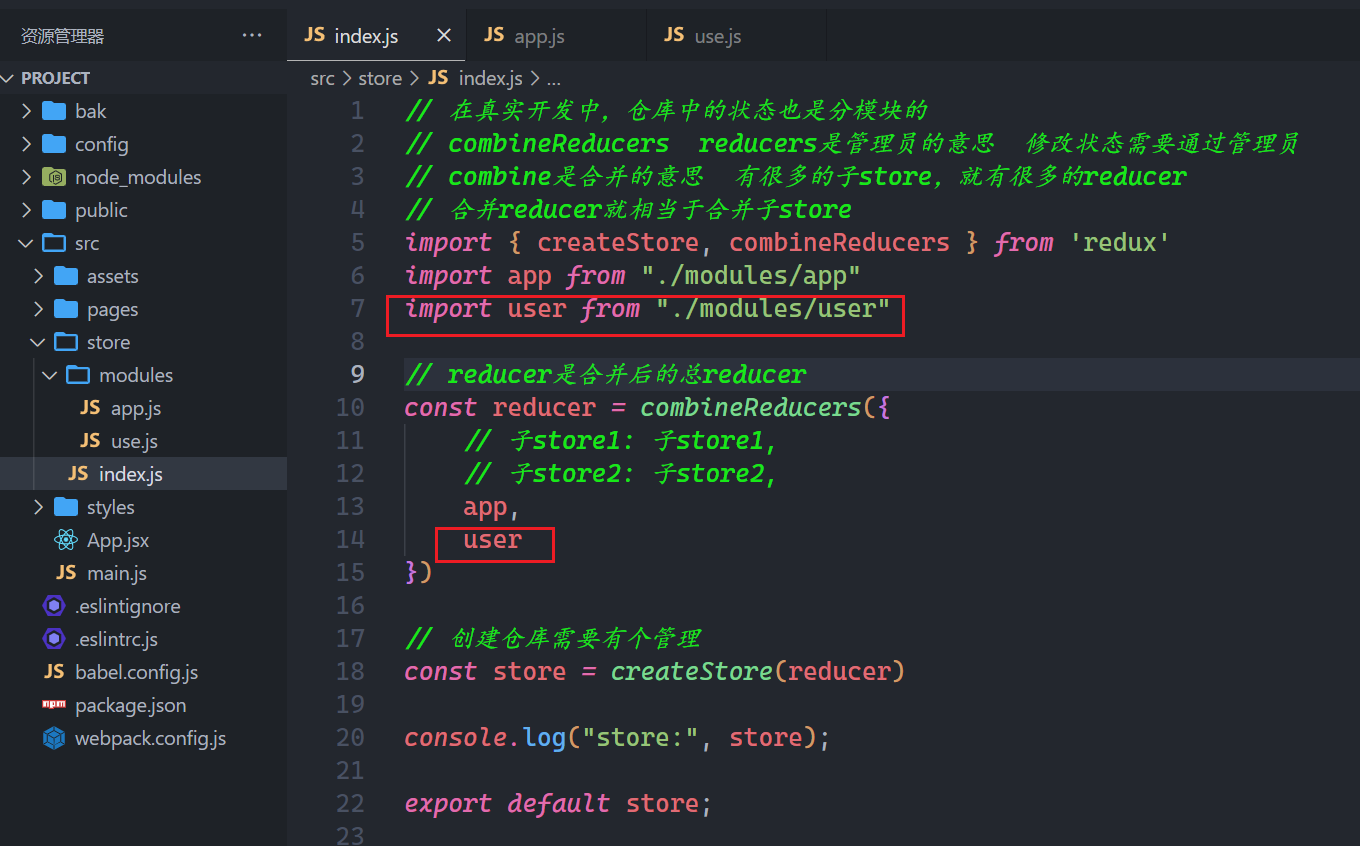 资源管理器 ...
JS index.js × JS app.js JS use.js
PROJECT
src > store > JS index.js > ...
bak
config
node_modules
public
src
assets
pages
store
modules
JS app.js
JS use.js
JS index.js
styles
App.jsx
JS main.js
.eslintignore
.eslintrc.js
JS babel.config.js
npm package.json
webpack.config.js
1 // 在真实开发中，仓库中的状态也是分模块的
2 // combineReducers  reducers是管理员的意思  修改状态需要通过管理员
3 // combine是合并的意思  有很多的子store，就有很多的reducer
4 // 合并reducer就相当于合并子store
5 import { createStore, combineReducers } from 'redux'
6 import app from "./modules/app"
7 import user from "./modules/user"
8
9 // reducer是合并后的总reducer
10 const reducer = combineReducers({
11     // 子store1: 子store1,
12     // 子store2: 子store2,
13     app,
14     user
15 })
16
17 // 创建仓库需要有个管理
18 const store = createStore(reducer)
19
20 console.log("store:", store);
21
22 export default store;
23